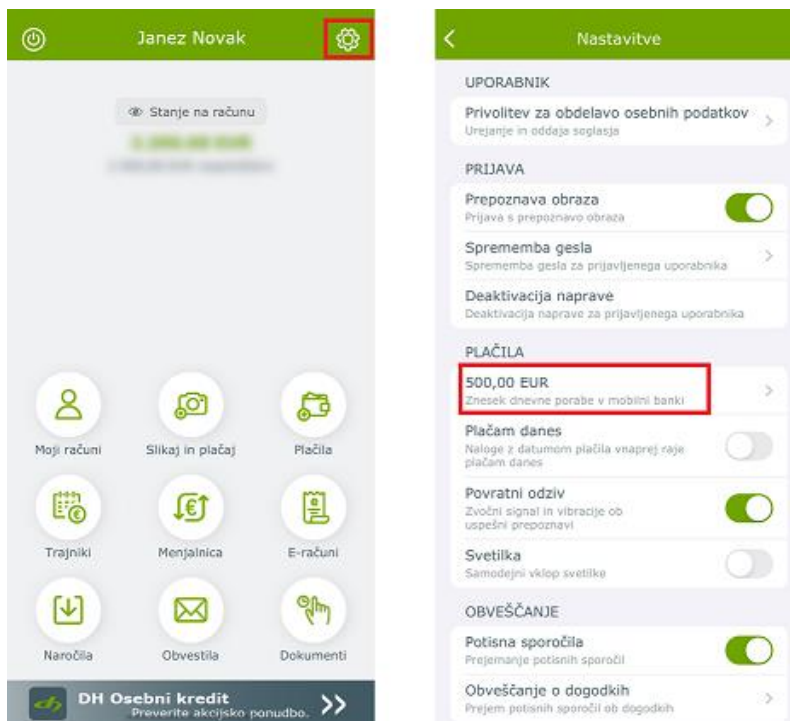 Janez Novak
Stanje na računu
Moji računi
Slikaj in plačaj
Plačila
Trajniki
Menjalnica
E-računi
Naročila
Obvestila
Dokumenti
DH Osebni kredit
Preverite akcijsko ponudbo.
Nastavitve
UPORABNIK
Privolitev za obdelavo osebnih podatkov
Urejanje in oddaja soglasja
PRIJAVA
Prepoznava obraza
Prijava s prepoznavo obraza
Sprememba gesla
Sprememba gesla za prijavljenega uporabnika
Deaktivacija naprave
Deaktivacija naprave za prijavljenega uporabnika
PLAČILA
500,00 EUR
Znesek dnevne porabe v mobilni banki
Plačam danes
Naloge z datumom plačila vnaprej raje
plačam danes
Povratni odziv
Zvočni signal in vibracije ob
uspešni prepoznavi
Svetilka
Samodejni vklop svetilke
OBVEŠČANJE
Potisna sporočila
Prejemanje potisnih sporočil
Obveščanje o dogodkih
Prejem potisnih sporočil ob dogodkih